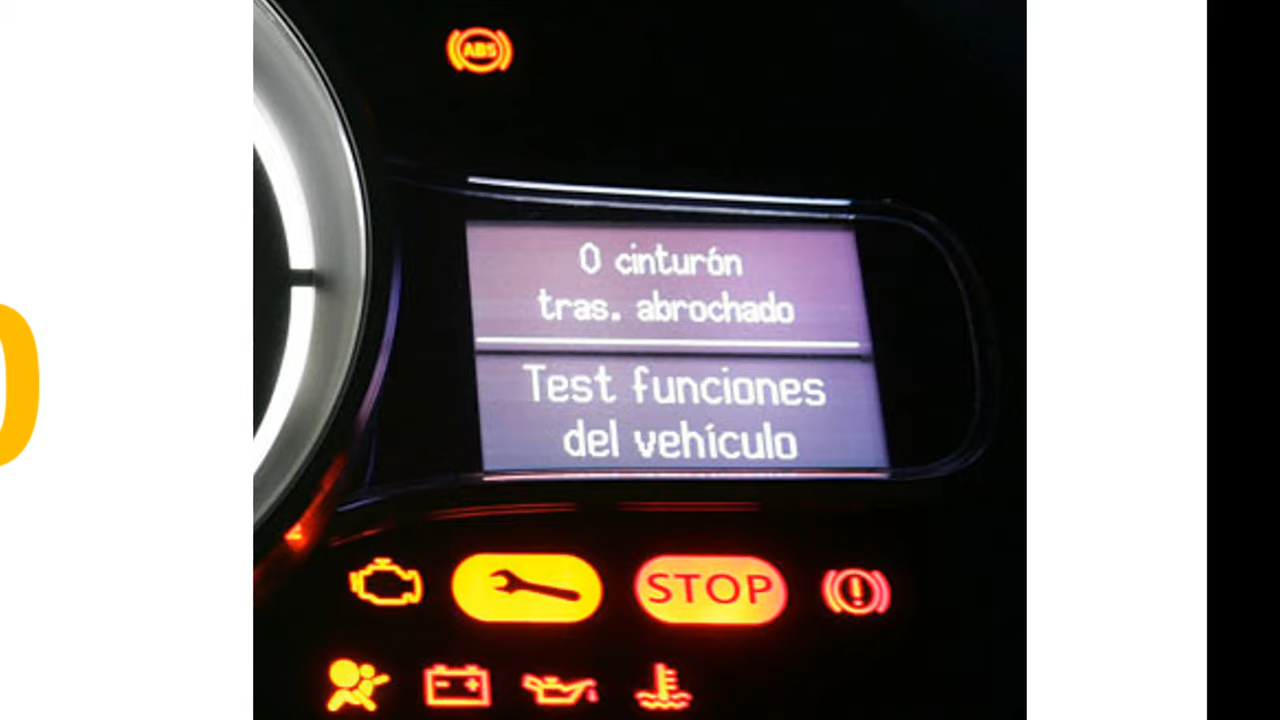 ABS
0 cinturón
tras. abrochado
Test funciones
del vehículo
STOP